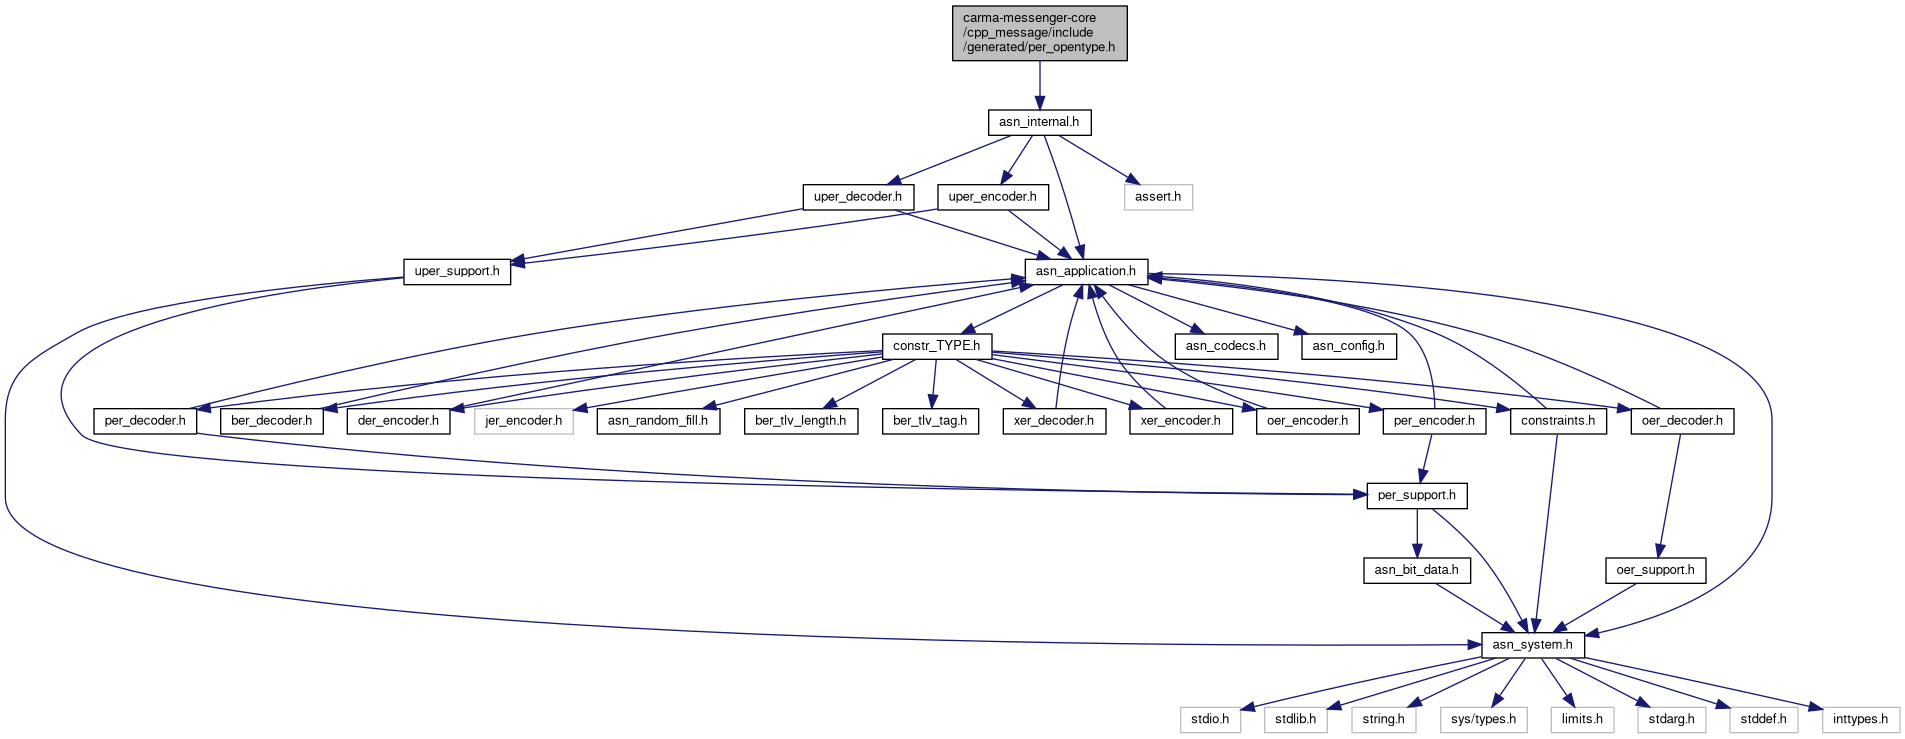 carma-messenger-core
/cpp_message/include
/generated/per_opentype.h
asn_internal.h
uper_decoder.h
uper_encoder.h
assert.h
uper_support.h
asn_application.h
constr_TYPE.h
asn_codecs.h
asn_config.h
per_decoder.h
ber_decoder.h
der_encoder.h
jer_encoder.h
asn_random_fill.h
ber_tlv_length.h
ber_tlv_tag.h
xer_decoder.h
xer_encoder.h
oer_encoder.h
per_encoder.h
constraints.h
oer_decoder.h
per_support.h
asn_bit_data.h
oer_support.h
asn_system.h
stdio.h
stdlib.h
string.h
sys/types.h
limits.h
stdarg.h
stddef.h
inttypes.h